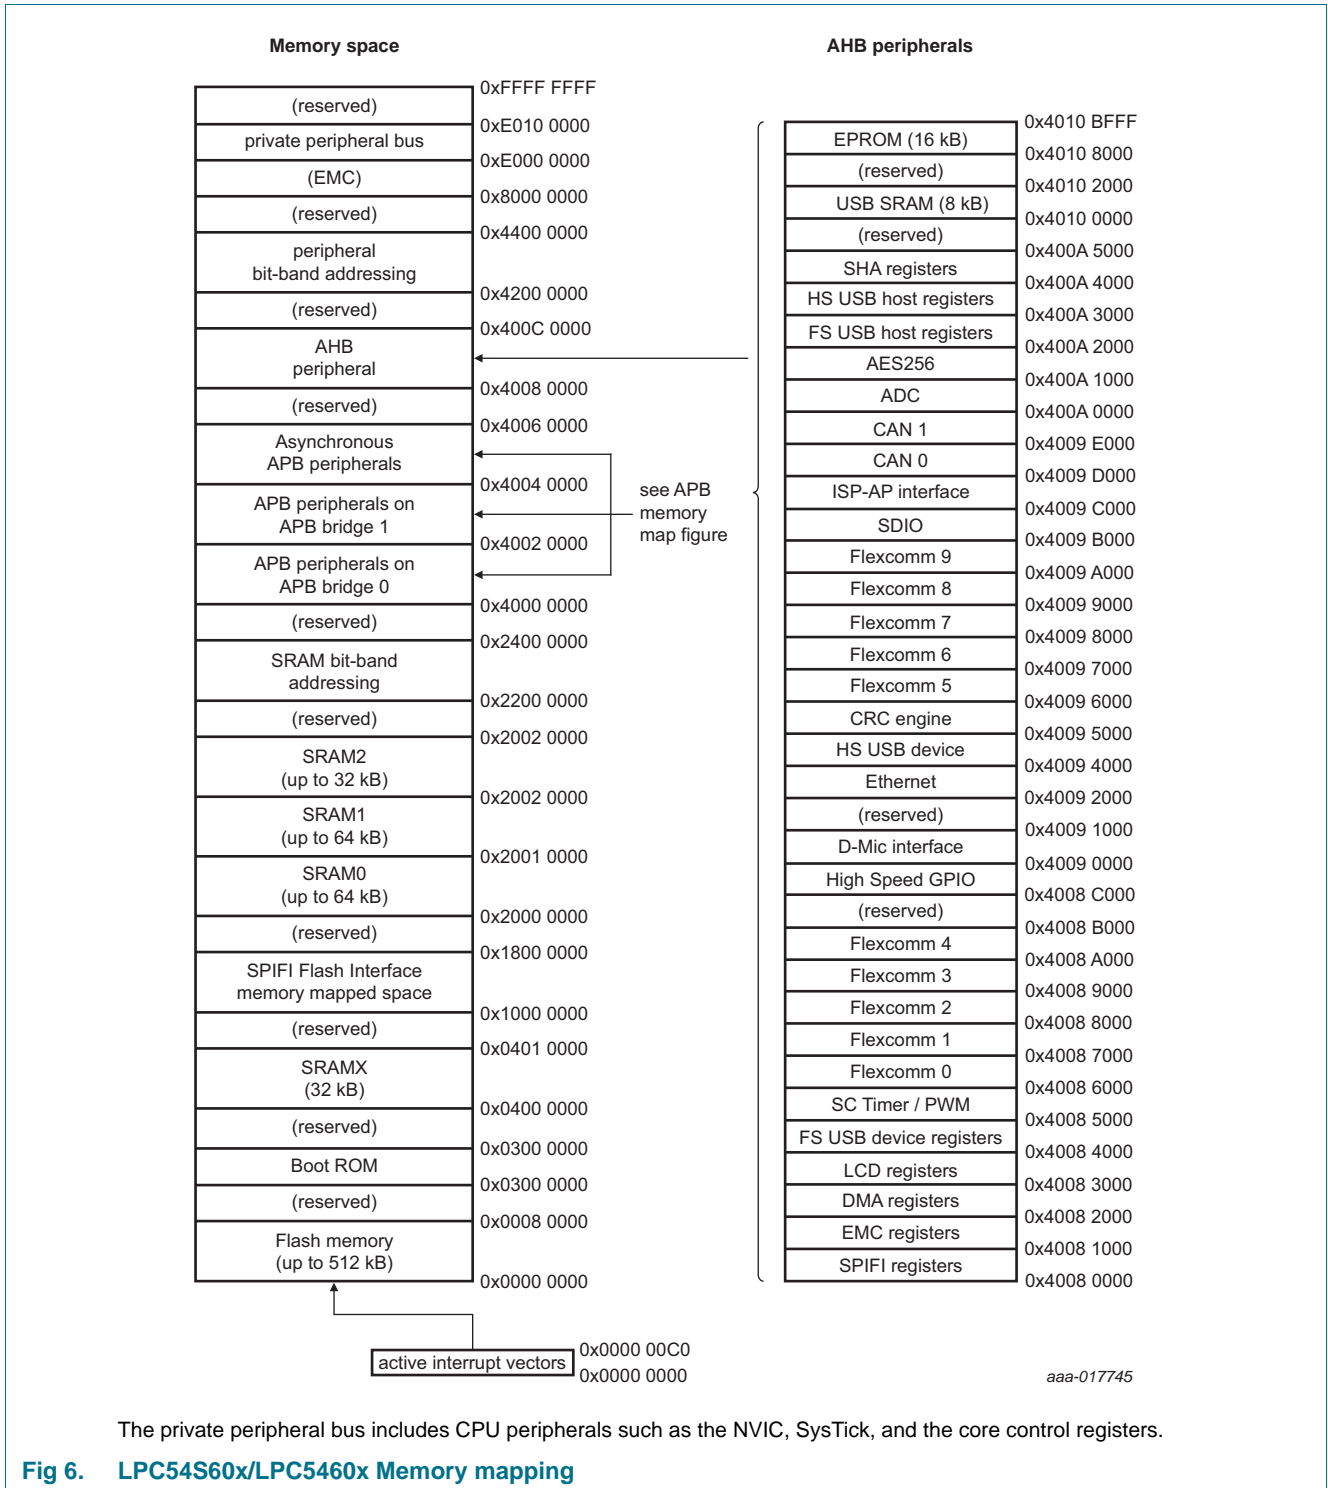 Memory space
0xFFFF FFFF
(reserved)
0xE010 0000
private peripheral bus
0xE000 0000
(EMC)
0x8000 0000
(reserved)
0x4400 0000
peripheral
bit-band addressing
0x4200 0000
(reserved)
0x400C 0000
AHB
peripheral
0x4008 0000
(reserved)
0x4006 0000
Asynchronous
APB peripherals
0x4004 0000
APB peripherals on
APB bridge 1
0x4002 0000
APB peripherals on
APB bridge 0
0x4000 0000
(reserved)
0x2400 0000
SRAM bit-band
addressing
0x2200 0000
(reserved)
0x2002 0000
SRAM2
(up to 32 kB)
0x2002 0000
SRAM1
(up to 64 kB)
0x2001 0000
SRAM0
(up to 64 kB)
0x2000 0000
(reserved)
0x1800 0000
SPIFI Flash Interface
memory mapped space
0x1000 0000
(reserved)
0x0401 0000
SRAMX
(32 kB)
0x0400 0000
(reserved)
0x0300 0000
Boot ROM
0x0300 0000
(reserved)
0x0008 0000
Flash memory
(up to 512 kB)
0x0000 0000
active interrupt vectors
0x0000 00C0
0x0000 0000
see APB
memory
map figure
AHB peripherals
0x4010 BFFF
EPROM (16 kB)
0x4010 8000
(reserved)
0x4010 2000
USB SRAM (8 kB)
0x4010 0000
(reserved)
0x400A 5000
SHA registers
0x400A 4000
HS USB host registers
0x400A 3000
FS USB host registers
0x400A 2000
AES256
0x400A 1000
ADC
0x400A 0000
CAN 1
0x4009 E000
CAN 0
0x4009 D000
ISP-AP interface
0x4009 C000
SDIO
0x4009 B000
Flexcomm 9
0x4009 A000
Flexcomm 8
0x4009 9000
Flexcomm 7
0x4009 8000
Flexcomm 6
0x4009 7000
Flexcomm 5
0x4009 6000
CRC engine
0x4009 5000
HS USB device
0x4009 4000
Ethernet
0x4009 2000
(reserved)
0x4009 1000
D-Mic interface
0x4009 0000
High Speed GPIO
0x4008 C000
(reserved)
0x4008 B000
Flexcomm 4
0x4008 A000
Flexcomm 3
0x4008 9000
Flexcomm 2
0x4008 8000
Flexcomm 1
0x4008 7000
Flexcomm 0
0x4008 6000
SC Timer / PWM
0x4008 5000
FS USB device registers
0x4008 4000
LCD registers
0x4008 3000
DMA registers
0x4008 2000
EMC registers
0x4008 1000
SPIFI registers
0x4008 0000
aaa-017745
The private peripheral bus includes CPU peripherals such as the NVIC, SysTick, and the core control registers.
Fig 6. LPC54S60x/LPC5460x Memory mapping